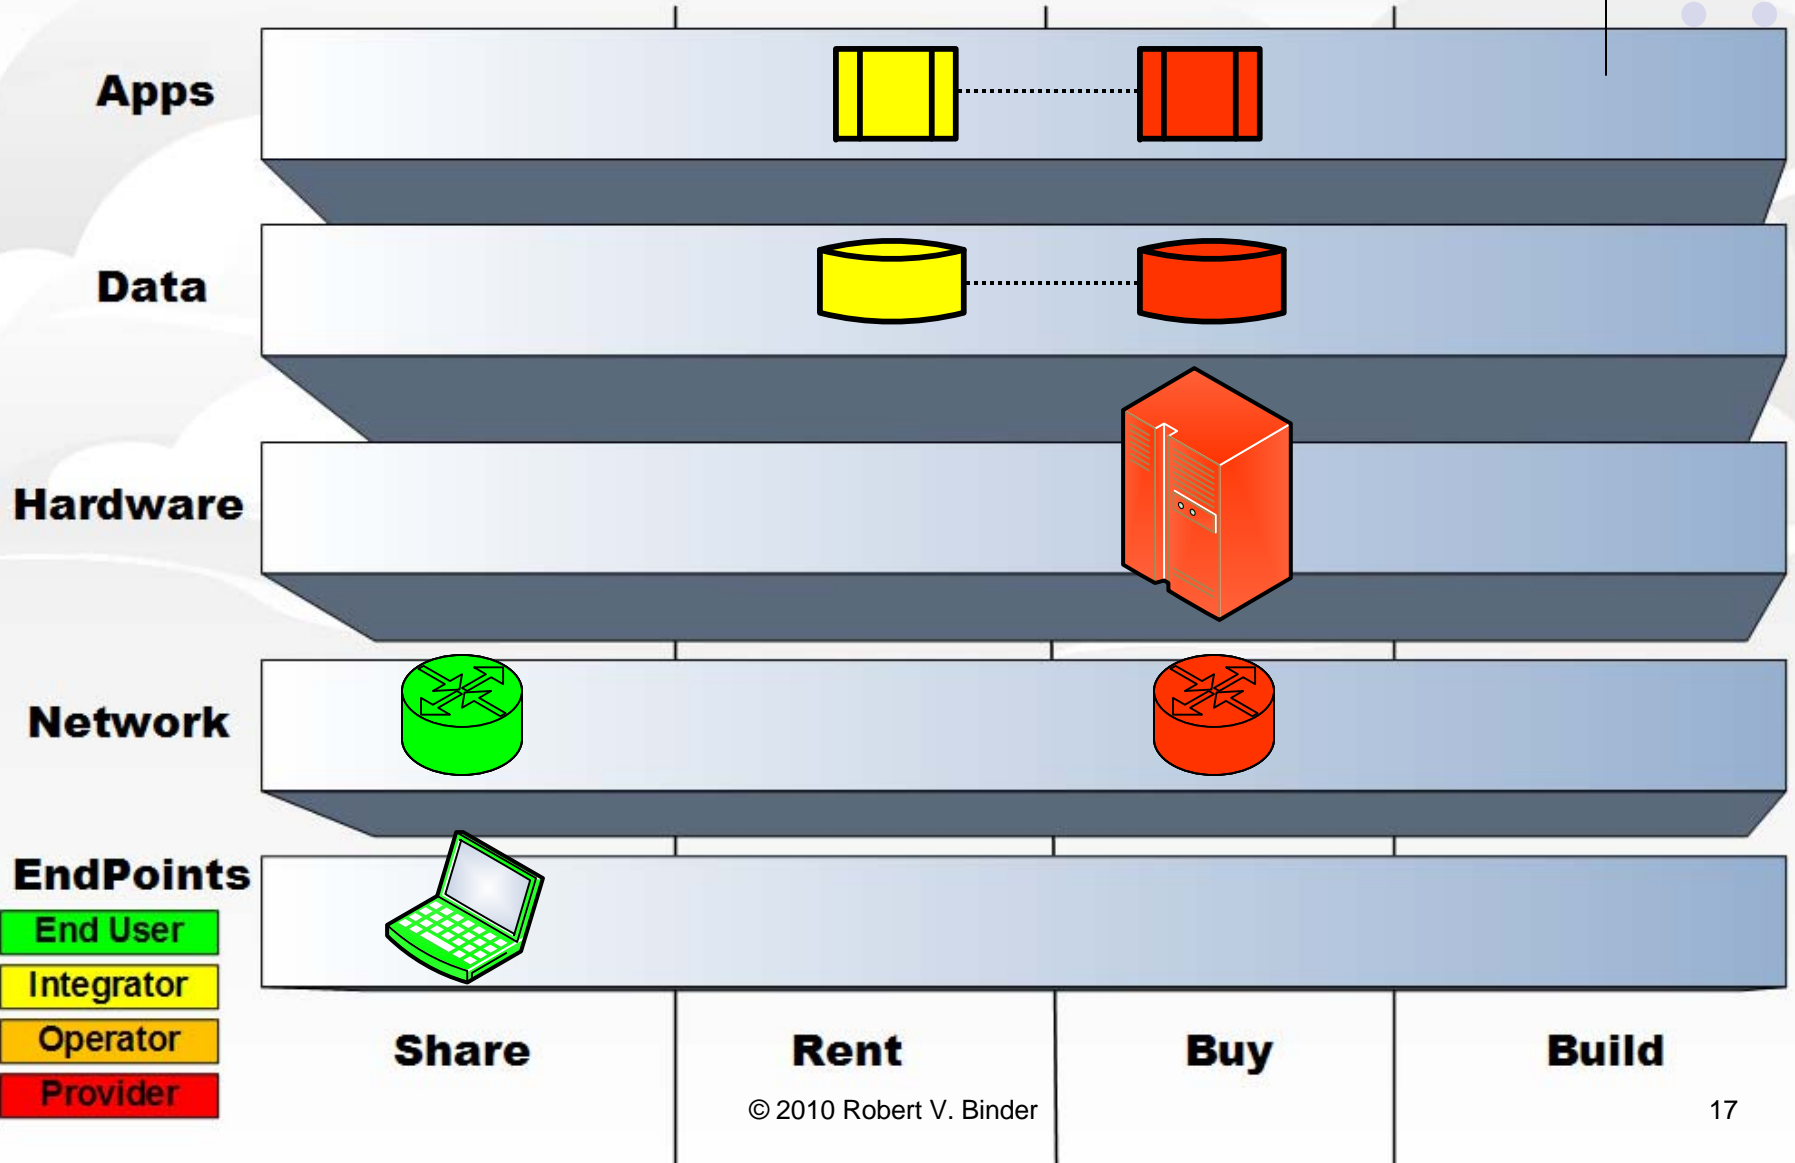 Apps
Data
Hardware
Network
EndPoints
End User
Integrator
Operator
Provider
Share
Rent
Buy
Build
© 2010 Robert V. Binder
17